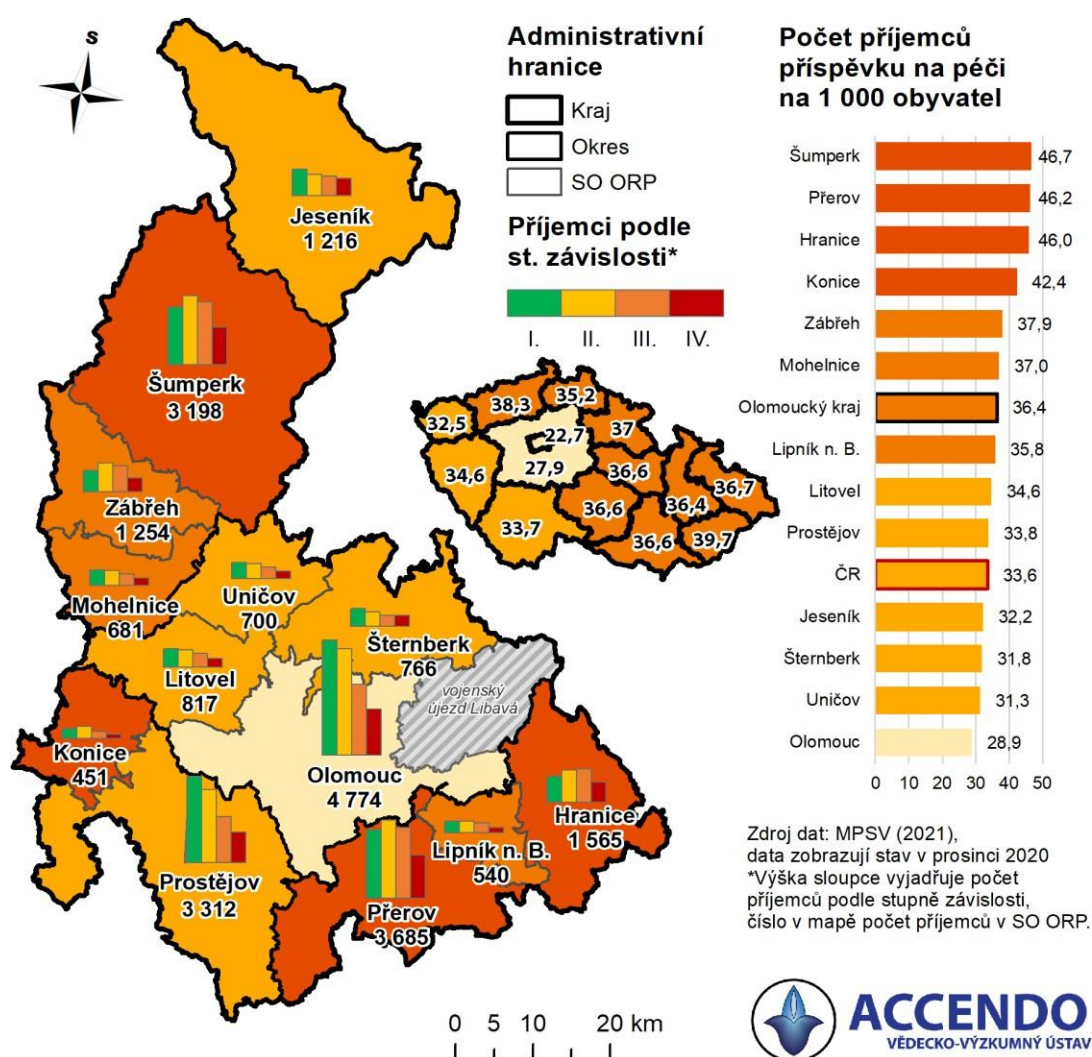 s
Administrativní
hranice
Kraj
Okres
SO ORP
Příjemci podle
st. závislosti*
I. II. III. IV.
Počet příjemců
příspěvku na péči
na 1 000 obyvatel
Šumperk 46,7
Přerov 46,2
Hranice 46,0
Konice 42,4
Zábřeh 37,9
Mohelnice 37,0
Olomoucký kraj 36,4
Lipník n. B. 35,8
Litovel 34,6
Prostějov 33,8
ČR 33,6
Jeseník 32,2
Šternberk 31,8
Uničov 31,3
Olomouc 28,9
0 10 20 30 40 50
Jeseník
1 216
Šumperk
3 198
Zábřeh
1 254
Mohelnice
681
Uničov
700
Šternberk
766
Litovel
817
vojenský
újezd Libavá
Konice
451
Olomouc
4 774
Hranice
1 565
Lipník n. B.
540
Prostějov
3 312
Přerov
3 685
32,5
38,3
35,2
22,7
37
34,6
27,9
36,6
36,7
33,7
36,6
36,4
36,6
39,7
Zdroj dat: MPSV (2021),
data zobrazují stav v prosinci 2020
*Výška sloupce vyjadřuje počet
příjemců podle stupně závislosti,
číslo v mapě počet příjemců v SO ORP.
0 5 10 20 km
ACCENDO
VĚDECKO-VÝZKUMNÝ ÚSTAV